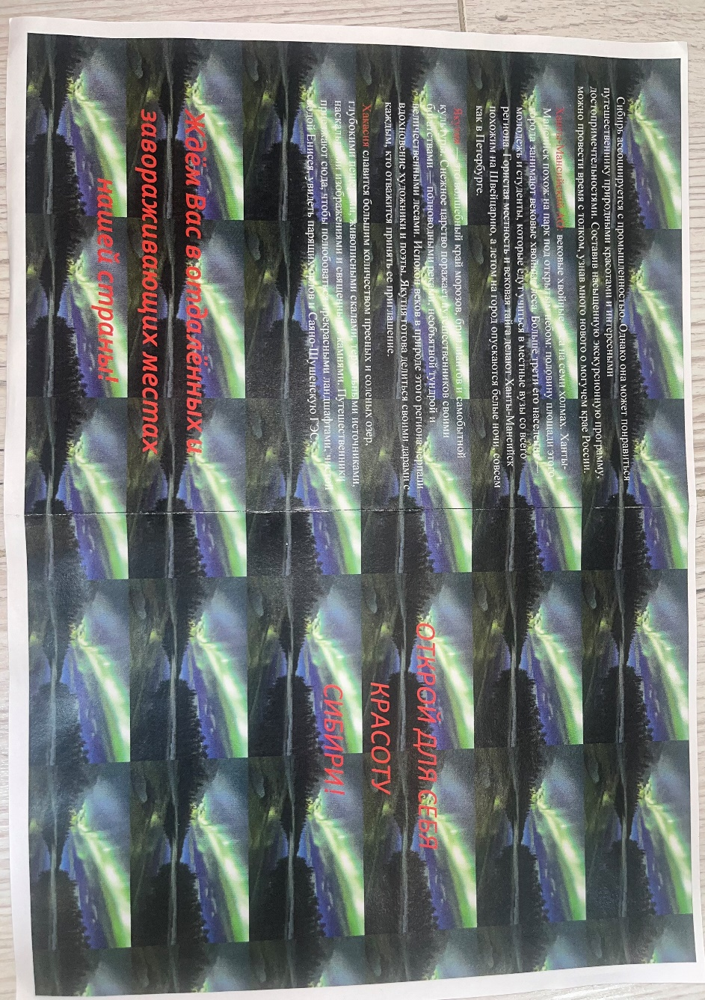 Сибирь ассоциируется с промышленностью. Однако она может понравиться
путешественнику природными красотами и интересными
достопримечательностями. Составив насыщенную экскурсионную программу,
можно провести время с толком, узнав много нового о могучем крае России.
вековые хвойные на семи холмах. Ханты-
Мансийск похож на парк под открытым небом: половину площади этого
города занимают вековые хвойные леса. Больше трети его населения —
молодежь и студенты, которые едут учиться в местные вузы со всего
региона. Гористая местность и вековая тайга делают Ханты-Мансийск
похожим на Швейцарию, а летом на город опускаются белые ночи, совсем
как в Петербурге.
Якутия — это волшебный край морозов, бриллиантов и самобытной
культуры. Снежное царство поражает путешественников своими
богатствами — полноводными реками, необъятной тундрой и
величественными лесами. Испокон веков в природе этого региона черпали
вдохновение художники и поэты. Якутия готова делиться своими дарами с
каждым, кто отважится принять ее приглашение.
Хакасия славится большим количеством пресных и соленых озер,
глубокими пещерами, живописными скалами, термальными источниками,
наскальными изображениями и священными камнями. Путешественники
приезжают сюда, чтобы полюбоваться прекрасными ландшафтами, чистой
водой Енисея, увидеть парящих орлов и Саяно-Шушенскую ГЭС.
Ждём Вас в отдалённых и
завораживающих местах
нашей страны!
ОТКРОЙ ДЛЯ СЕБЯ
КРАСОТУ
СИБИРИ!